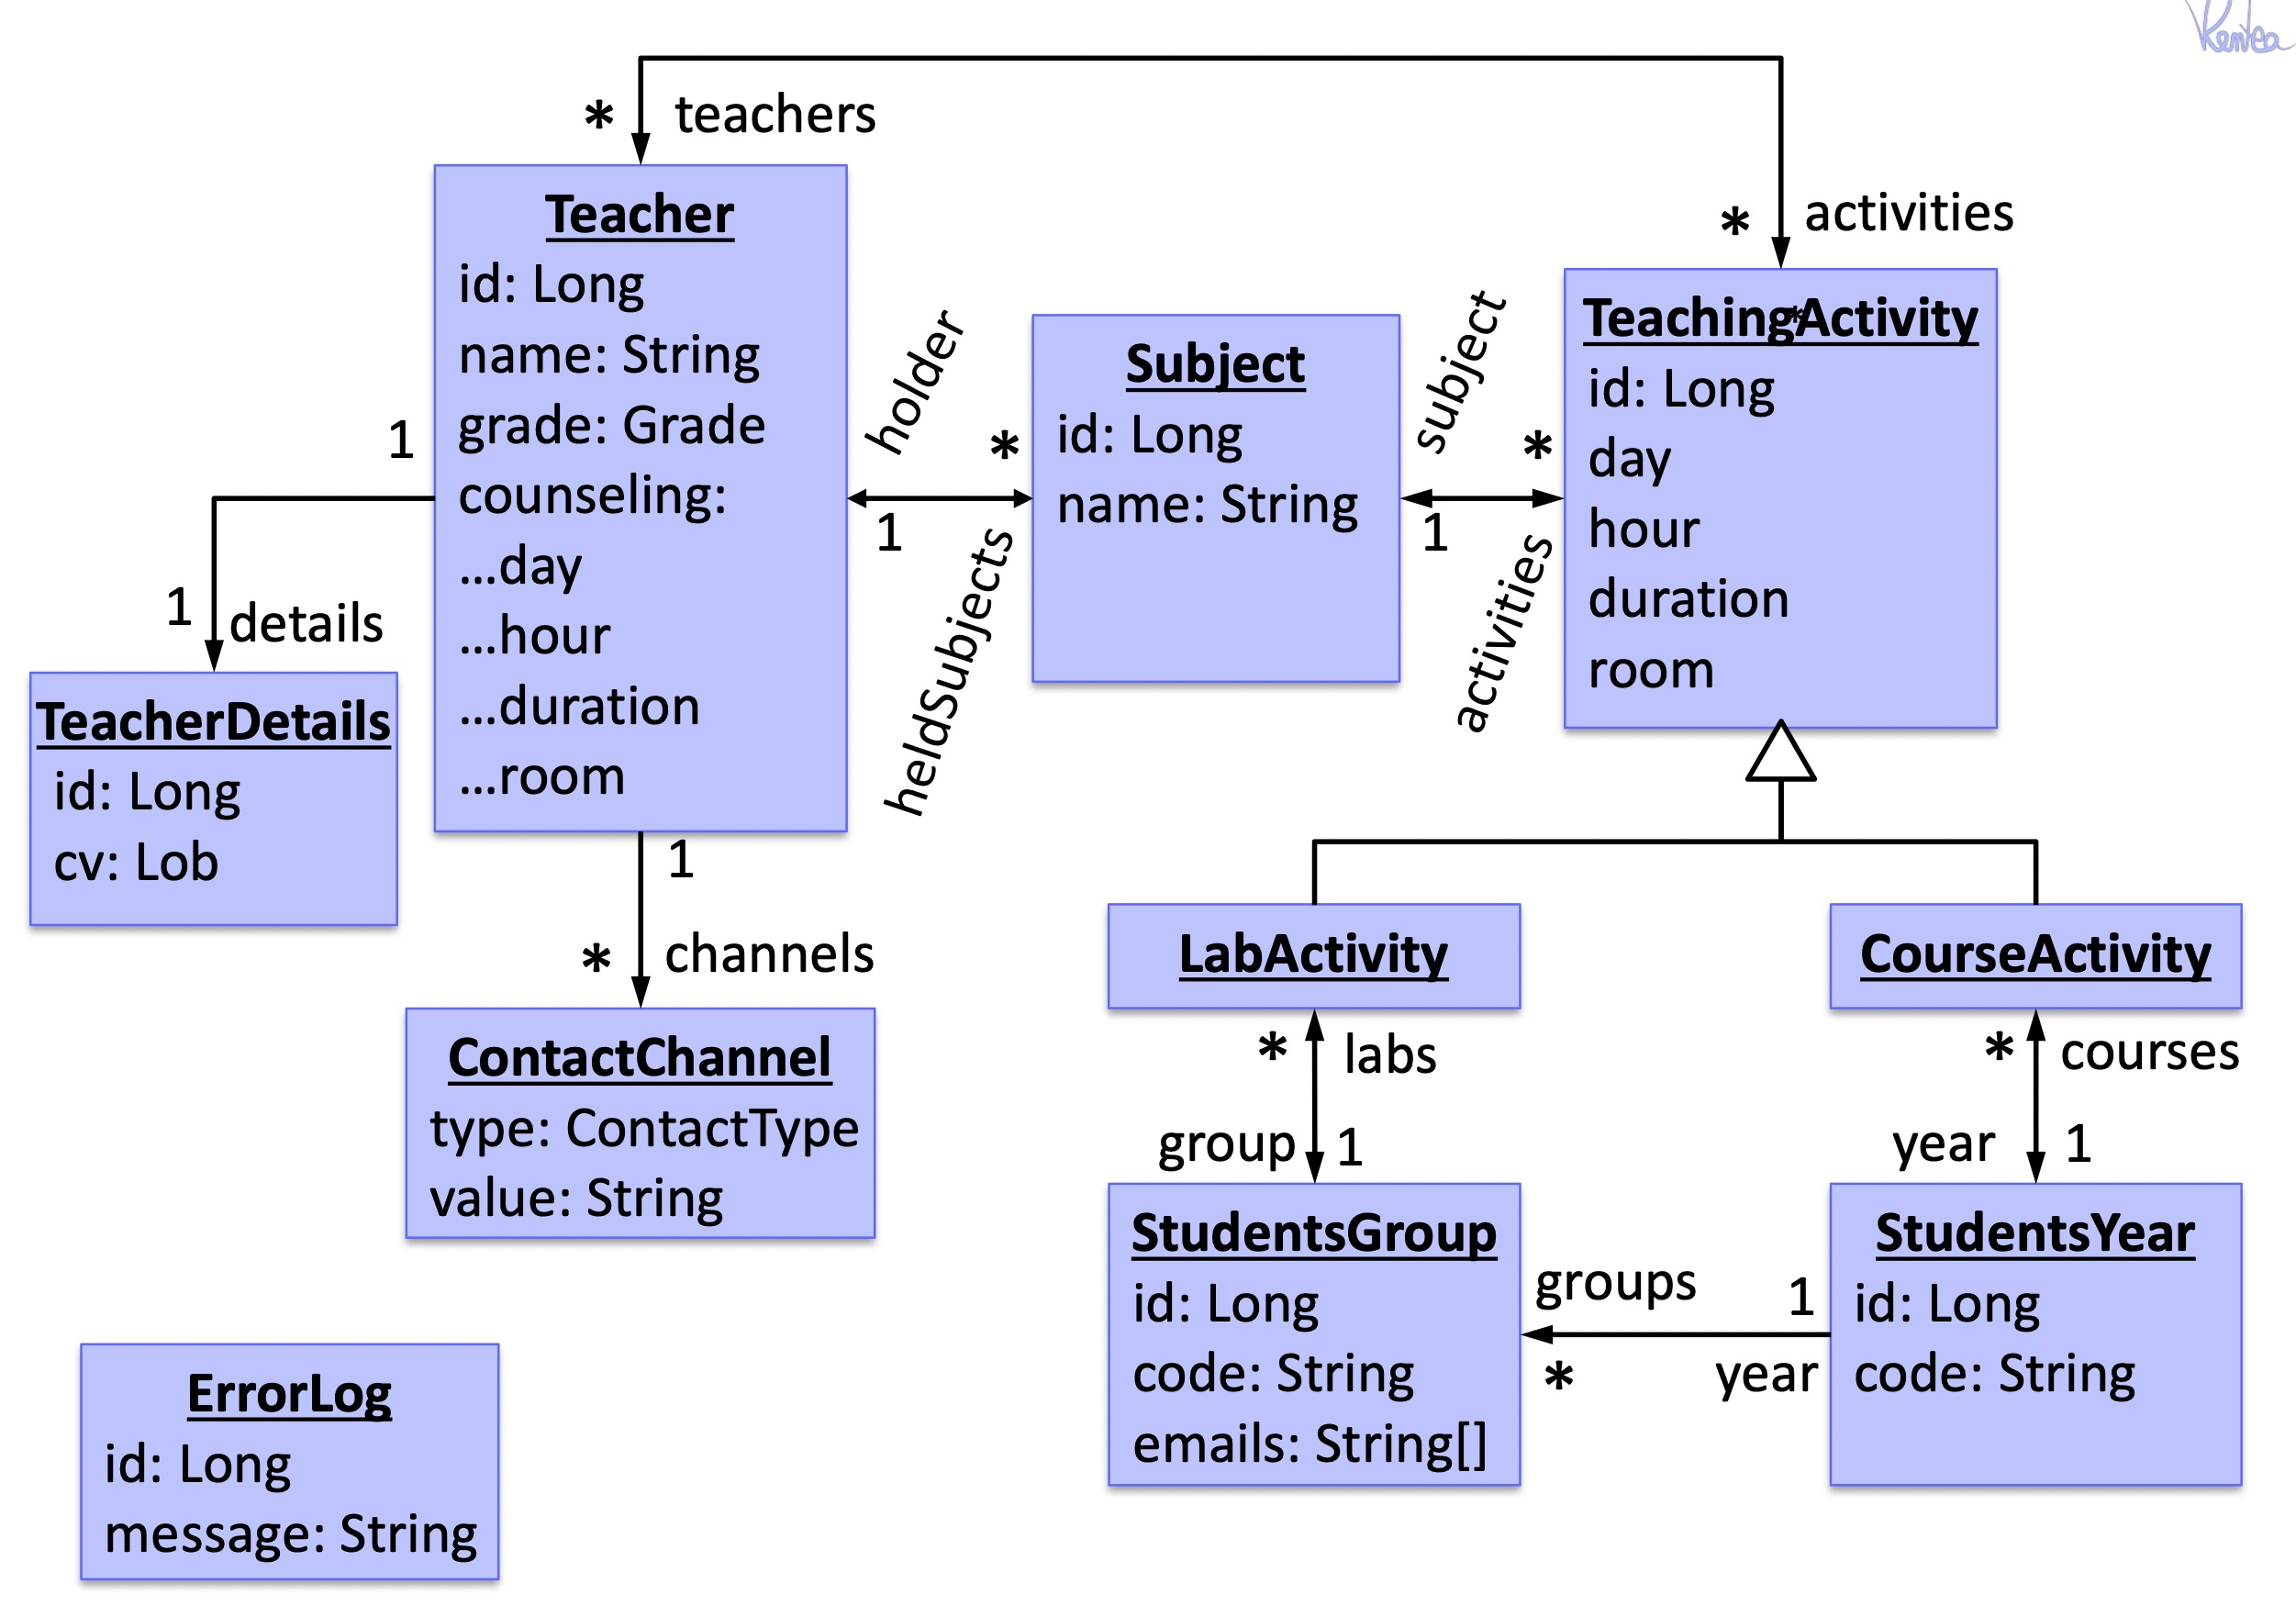 Rentea
* teachers
* activities
Teacher
id: Long
name: String
grade: Grade
counseling:
...day
...hour
...duration
...room
holder
*
1
heldSubjects
Subject
id: Long
name: String
subject
*
1
activities
TeachingActivity
*
id: Long
day
hour
duration
room
1
1 details
TeacherDetails
id: Long
cv: Lob
1
* channels
ContactChannel
type: ContactType
value: String
LabActivity
CourseActivity
* labs
group 1
* courses
year 1
StudentsGroup
id: Long
code: String
emails: String[]
groups 1
* year
StudentsYear
id: Long
code: String
ErrorLog
id: Long
message: String